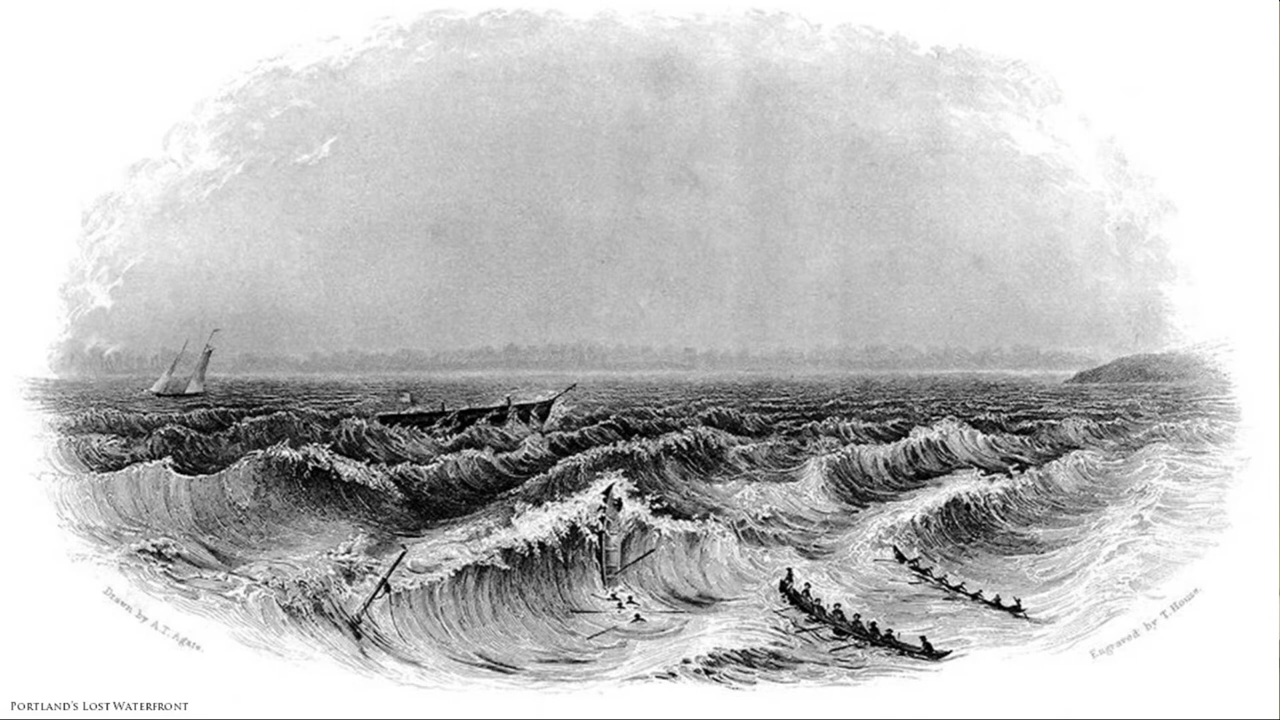 Drawn by A.T. Agate.
Engraved by T. House.
PORTLAND'S LOST WATERFRONT